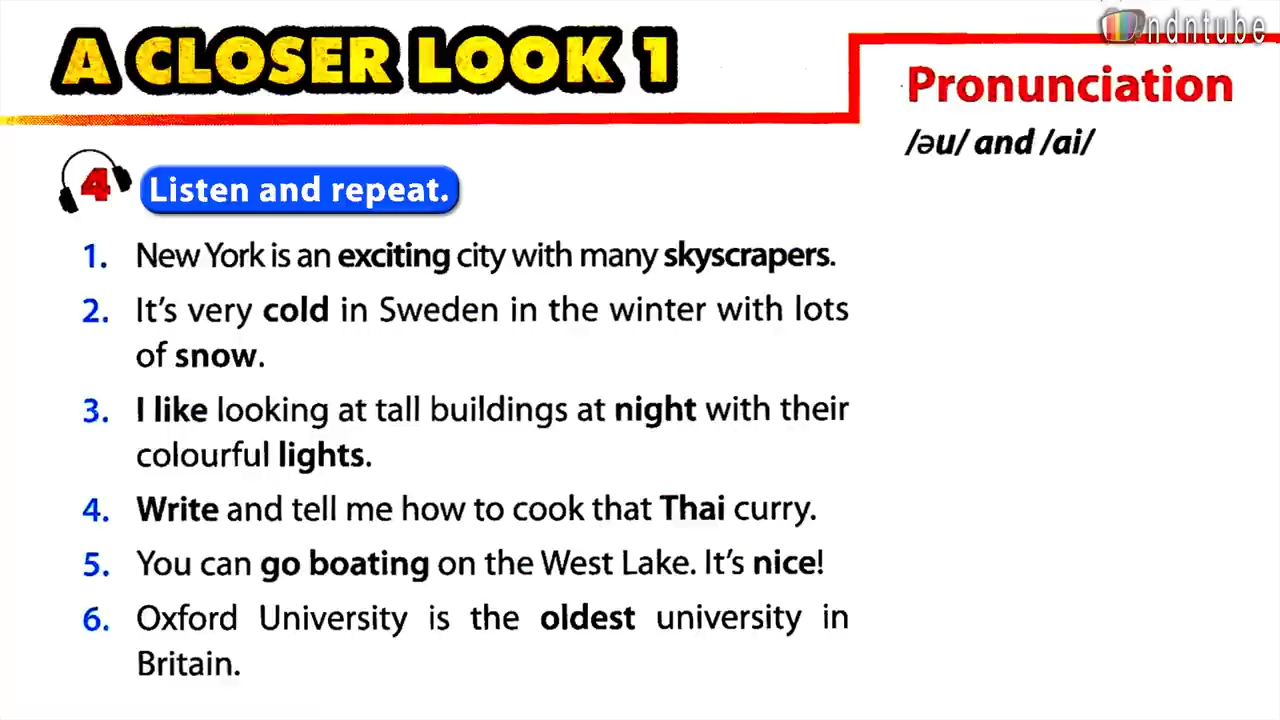 ndntube
A CLOSER LOOK 1
Pronunciation
/əu/ and /ai/
4 Listen and repeat.
1. New York is an exciting city with many skyscrapers.
2. It's very cold in Sweden in the winter with lots
of snow.
3. I like looking at tall buildings at night with their
colourful lights.
4. Write and tell me how to cook that Thai curry.
5. You can go boating on the West Lake. It's nice!
6. Oxford University is the oldest university in
Britain.